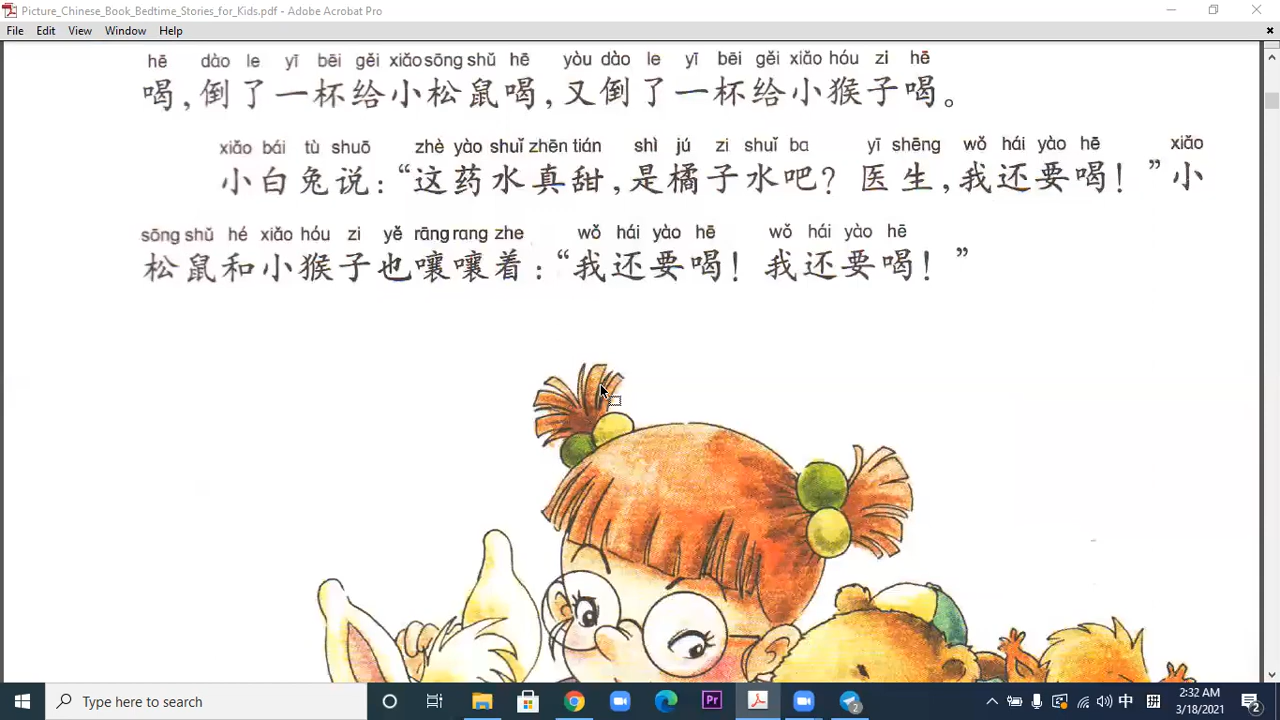 Picture_Chinese_Book_Bedtime_Stories_for_Kids.pdf - Adobe Acrobat Pro
File Edit View Window Help
hē dào le yī bēi gěi xiǎo sōng shǔ hē yòu dào le yī bēi gěi xiǎo hóu zi hē
喝，倒了一杯给小松鼠喝，又倒了一杯给小猴子喝。
xiǎo bái tù shuō zhè yào shuǐ zhēn tián shì jú zi shuǐ ba yī shēng wǒ hái yào hē xiǎo
小白兔说：“这药水真甜，是橘子水吧？医生，我还要喝！”小
sōng shǔ hé xiǎo hóu zi yě rāng rang zhe wǒ hái yào hē wǒ hái yào hē
松鼠和小猴子也嚷嚷着：“我还要喝！我还要喝！”
Type here to search
Pr
2
中
拼
2:32 AM
3/18/2021
2